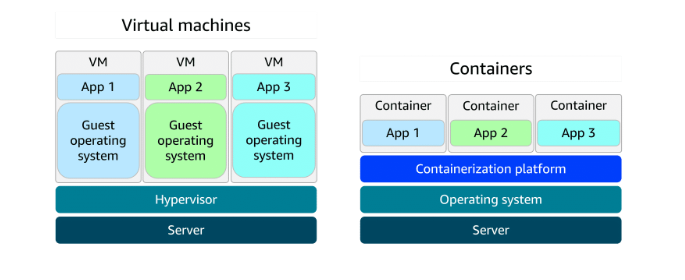 Virtual machines
VM
VM
VM
App 1
App 2
App 3
Guest
operating
system
Guest
operating
system
Guest
operating
system
Hypervisor
Server
Containers
Container
Container
Container
App 1
App 2
App 3
Containerization platform
Operating system
Server